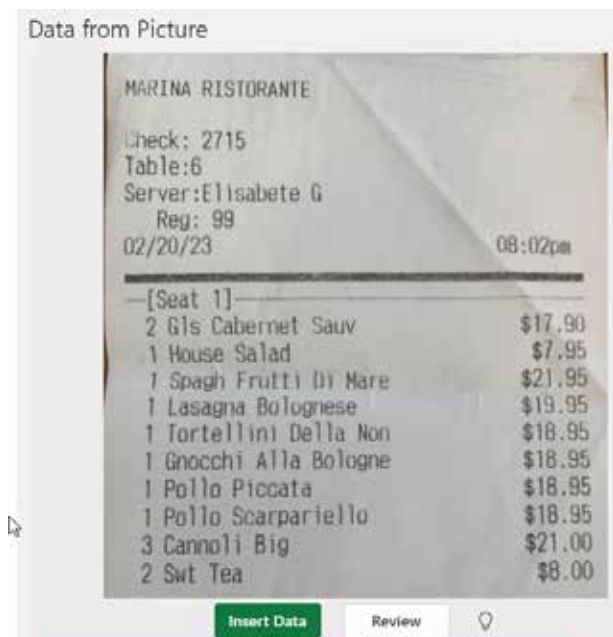 Data from Picture
MARINA RISTORANTE
Check: 2715
Table:6
Server:Elisabete G
Reg: 99
02/20/23 08:02pm
[Seat 1]
2 Gls Cabernet Sauv $17.90
1 House Salad $7.95
1 Spagh Frutti Di Mare $21.95
1 Lasagna Bolognese $19.95
1 Tortellini Della Non $18.95
1 Gnocchi Alla Bologne $18.95
1 Pollo Piccata $18.95
1 Pollo Scarpariello $18.95
3 Cannoli Big $21.00
2 Swt Tea $8.00
Insert Data Review